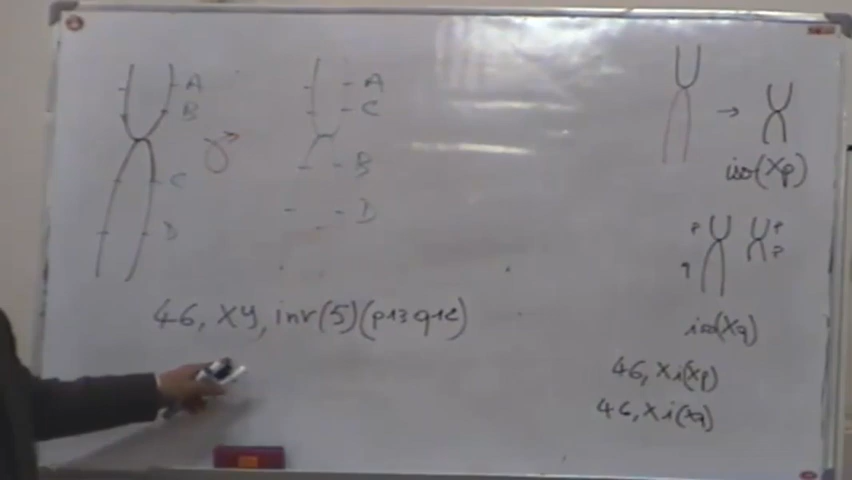 A
B
C
D
A
C
B
D
46, XY, inv(5)(p13q12)
iso(Xp)
p
q
p
p
iso(Xq)
46, X i(Xp)
46, X i(Xq)